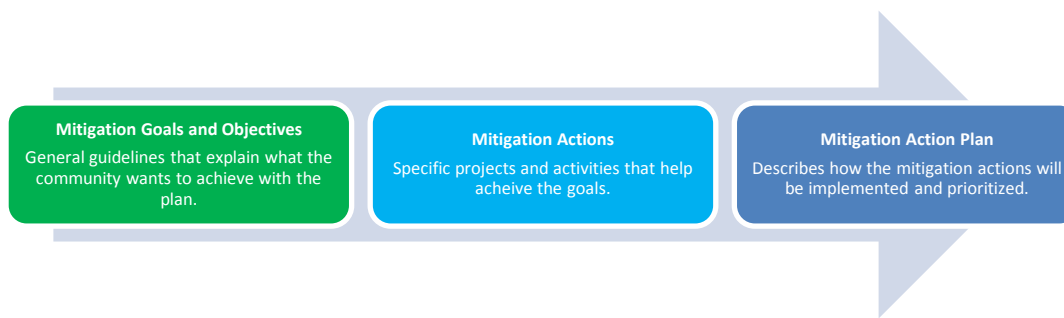 Mitigation Goals and Objectives
General guidelines that explain what the
community wants to achieve with the
plan.
Mitigation Actions
Specific projects and activities that help
acheive the goals.
Mitigation Action Plan
Describes how the mitigation actions will
be implemented and prioritized.